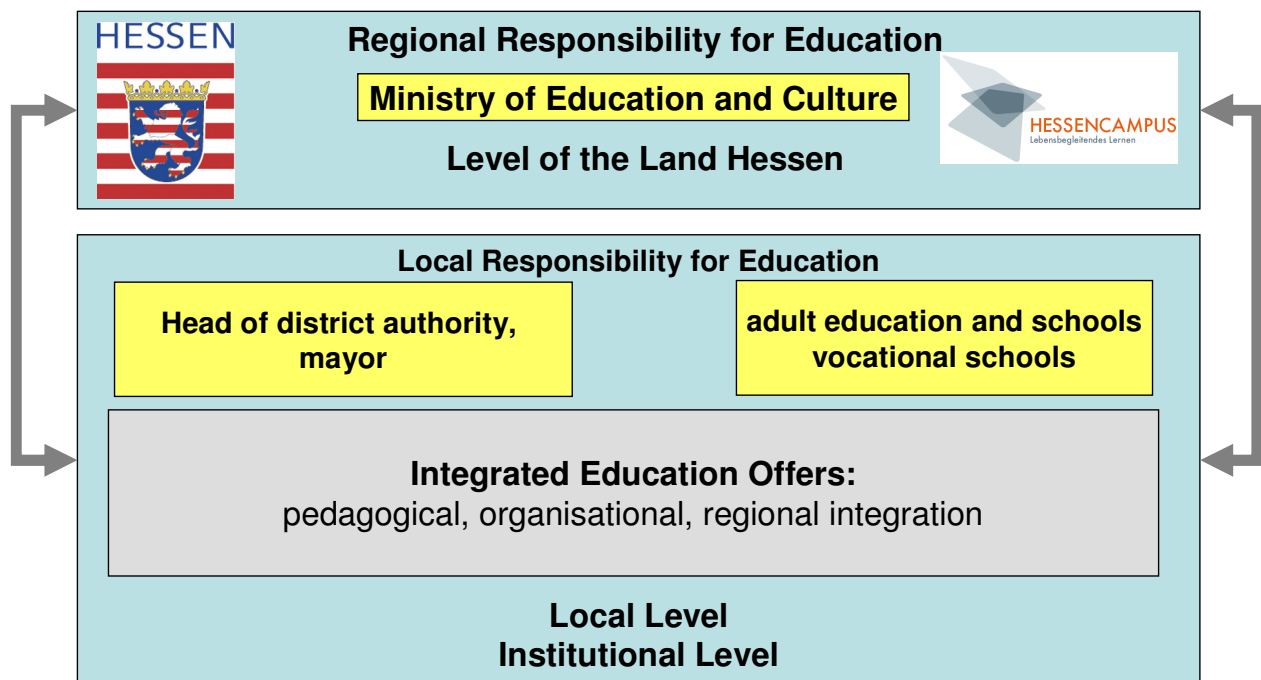 HESSEN
Regional Responsibility for Education
Ministry of Education and Culture
Level of the Land Hessen
HESSENCAMPUS
Lebensbegleitendes Lernen
Local Responsibility for Education
Head of district authority,
mayor
adult education and schools
vocational schools
Integrated Education Offers:
pedagogical, organisational, regional integration
Local Level
Institutional Level